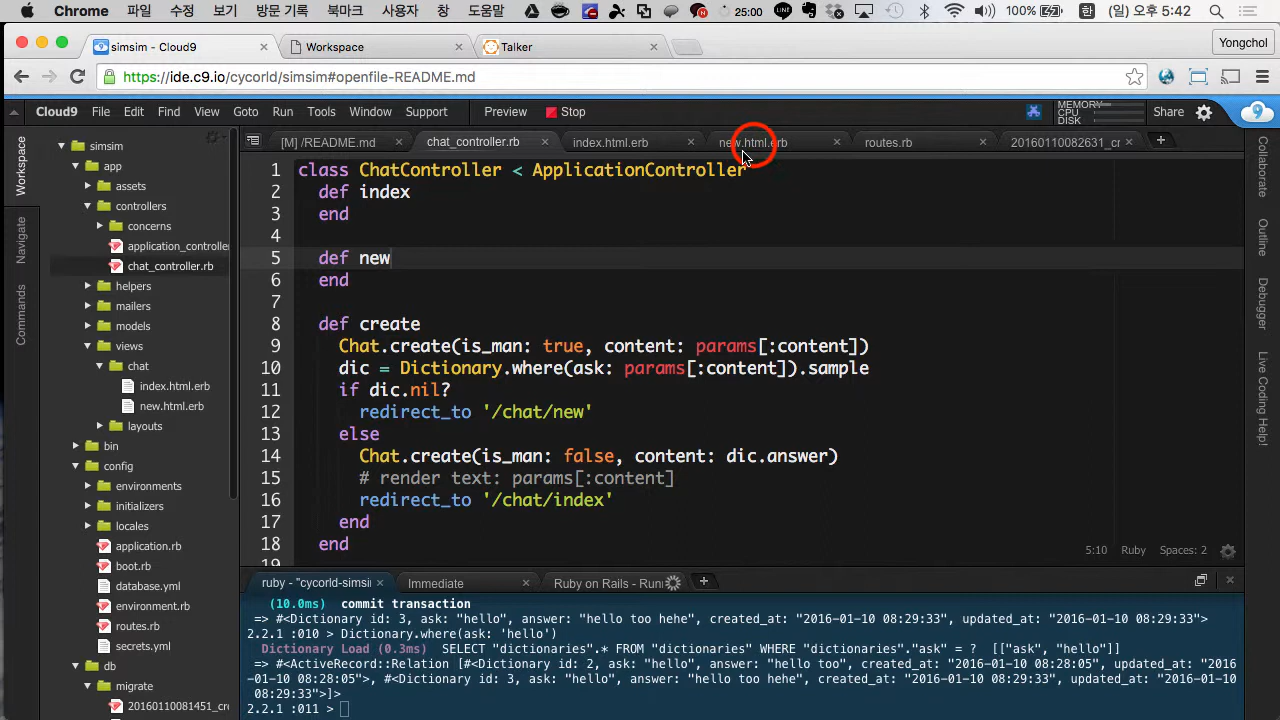 Chrome 파일 수정 보기 방문 기록 북마크 사용자 창 도움말 25:00 LINE 100% 한 (일) 오후 5:42
simsim - Cloud9 Workspace Talker Yongchol
https://ide.c9.io/cycorld/simsim#openfile-README.md
Cloud9 File Edit Find View Goto Run Tools Window Support Preview Stop MEMORY CPU DISK Share
[M] /README.md chat_controller.rb index.html.erb new.html.erb routes.rb 20160110082631_cr
Workspace
Navigate
Commands
simsim
app
assets
controllers
concerns
application_controlle
chat_controller.rb
helpers
mailers
models
views
chat
index.html.erb
new.html.erb
layouts
bin
config
environments
initializers
locales
application.rb
boot.rb
database.yml
environment.rb
routes.rb
secrets.yml
db
migrate
20160110081451_cr
1 class ChatController < ApplicationController
2 def index
3 end
4
5 def new
6 end
7
8 def create
9 Chat.create(is_man: true, content: params[:content])
10 dic = Dictionary.where(ask: params[:content]).sample
11 if dic.nil?
12 redirect_to '/chat/new'
13 else
14 Chat.create(is_man: false, content: dic.answer)
15 # render text: params[:content]
16 redirect_to '/chat/index'
17 end
18 end
19
5:10 Ruby Spaces: 2
Collaborate
Outline
Debugger
Live Coding Help!
ruby - "cycorld-simsir Immediate Ruby on Rails - Runr
(10.0ms) commit transaction
=> #<Dictionary id: 3, ask: "hello", answer: "hello too hehe", created_at: "2016-01-10 08:29:33", updated_at: "2016-01-10 08:29:33">
2.2.1 :010 > Dictionary.where(ask: 'hello')
Dictionary Load (0.3ms) SELECT "dictionaries".* FROM "dictionaries" WHERE "dictionaries"."ask" = ? [["ask", "hello"]]
=> #<ActiveRecord::Relation [#<Dictionary id: 2, ask: "hello", answer: "hello too", created_at: "2016-01-10 08:28:05", updated_at: "2016
-01-10 08:28:05">, #<Dictionary id: 3, ask: "hello", answer: "hello too hehe", created_at: "2016-01-10 08:29:33", updated_at: "2016-01-10
08:29:33">]>
2.2.1 :011 >